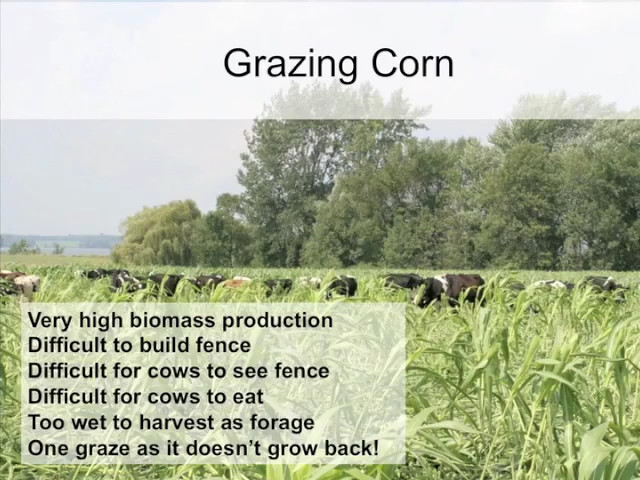 Grazing Corn
Very high biomass production
Difficult to build fence
Difficult for cows to see fence
Difficult for cows to eat
Too wet to harvest as forage
One graze as it doesn’t grow back!